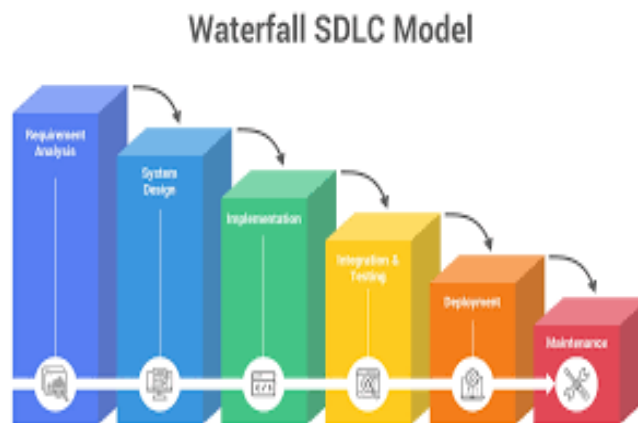 Waterfall SDLC Model
Requirement
Analysis
System
Design
Implementation
Integration &
Testing
Deployment
Maintenance